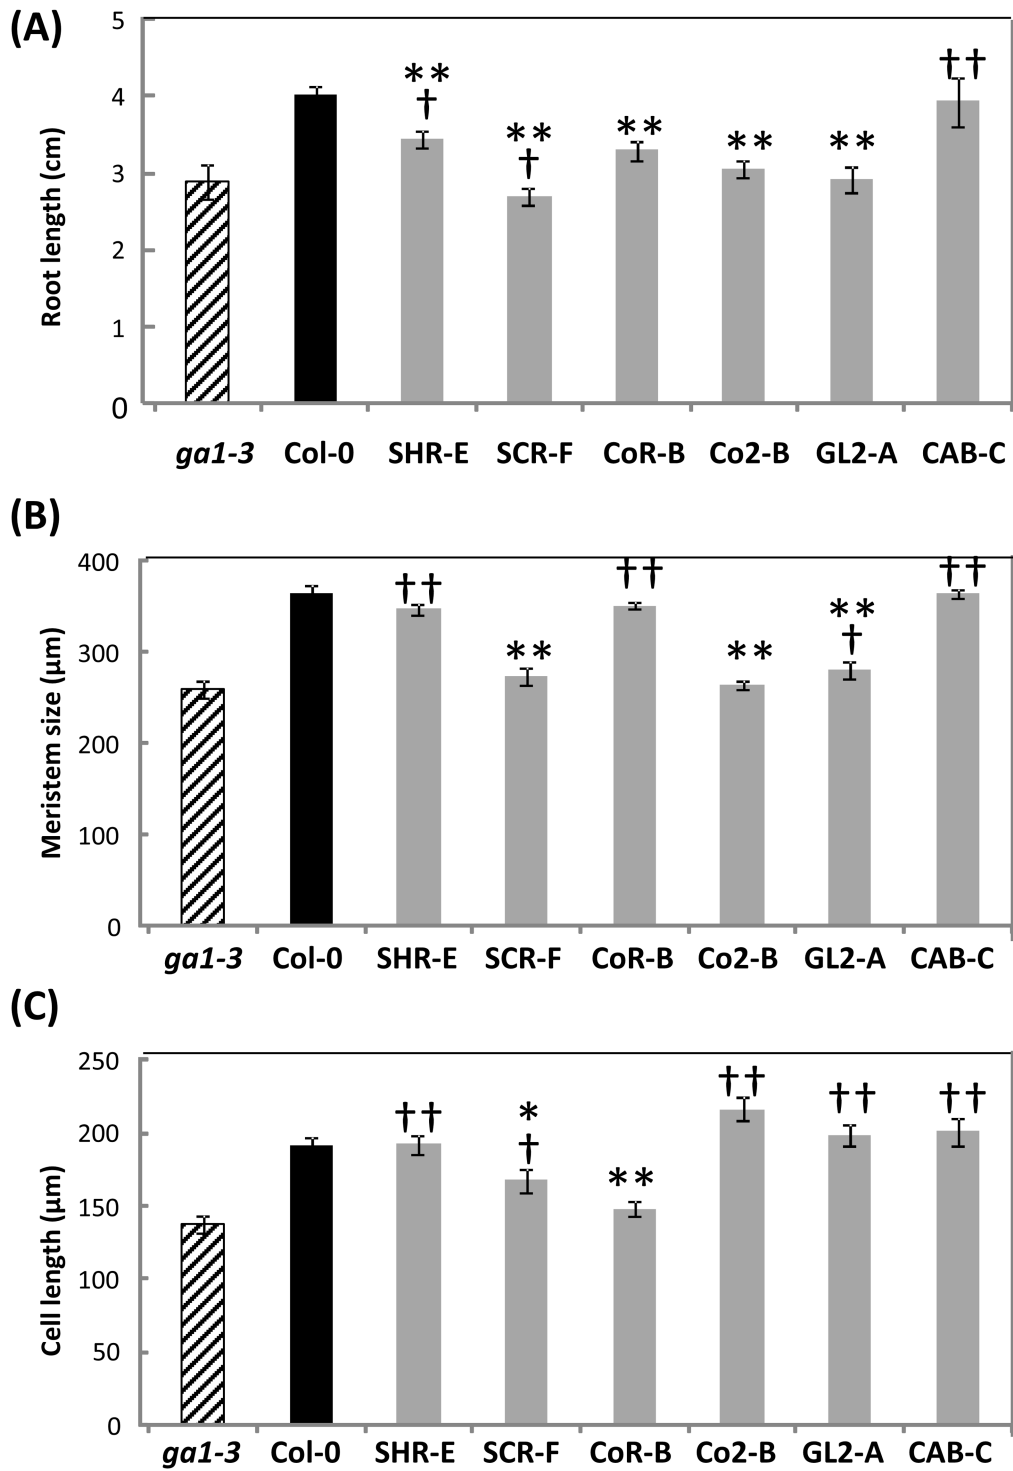 (A)
Root length (cm)
5
4
3
2
1
0
** † ** † ** ** ** ††
ga1-3 Col-0 SHR-E SCR-F CoR-B Co2-B GL2-A CAB-C
(B)
Meristem size (µm)
400
300
200
100
0
†† ** †† ** ** † ††
ga1-3 Col-0 SHR-E SCR-F CoR-B Co2-B GL2-A CAB-C
(C)
Cell length (µm)
250
200
150
100
50
0
†† * † ** †† †† ††
ga1-3 Col-0 SHR-E SCR-F CoR-B Co2-B GL2-A CAB-C